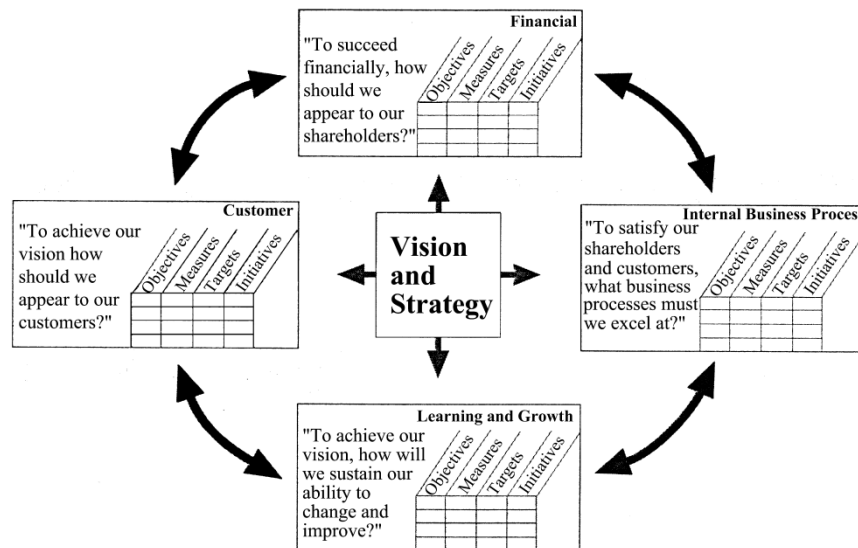 Financial
"To succeed
financially, how
should we
appear to our
shareholders?"
Objectives
Measures
Targets
Initiatives
Customer
"To achieve our
vision how
should we
appear to our
customers?"
Objectives
Measures
Targets
Initiatives
Vision
and
Strategy
Internal Business Proces
"To satisfy our
shareholders
and customers,
what business
processes must
we excel at?"
Objectives
Measures
Targets
Initiatives
Learning and Growth
"To achieve our
vision, how will
we sustain our
ability to
change and
improve?"
Objectives
Measures
Targets
Initiatives